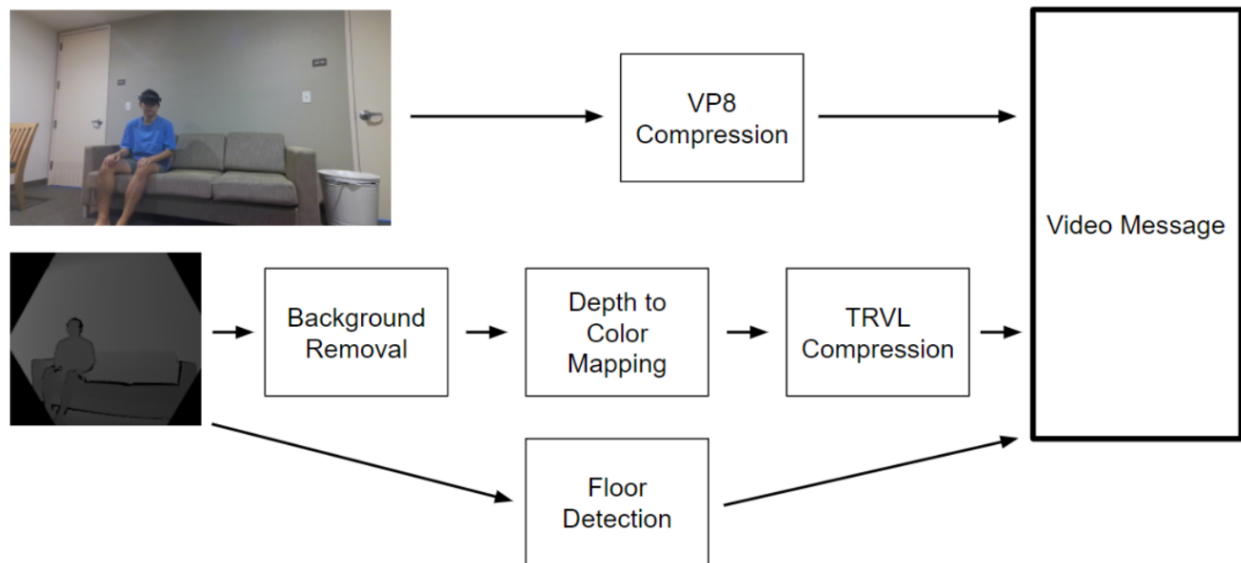 VP8
Compression
Video Message
Background
Removal
Depth to
Color
Mapping
TRVL
Compression
Floor
Detection